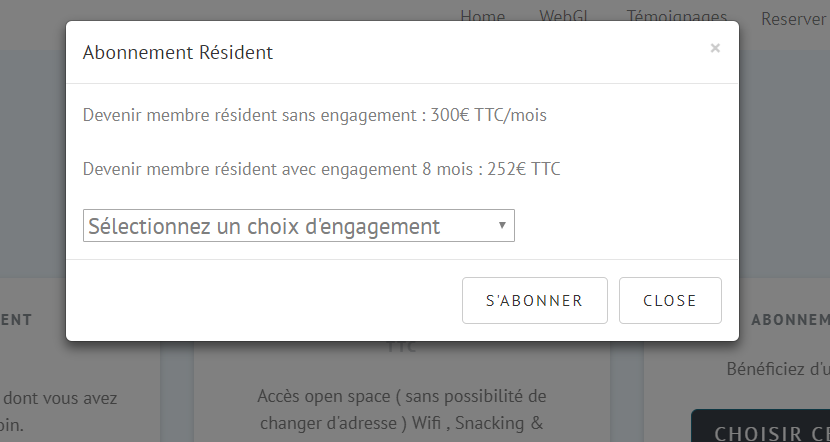 Home WebGL Témoignages Reserver
Abonnement Résident ×
Devenir membre résident sans engagement : 300€ TTC/mois
Devenir membre résident avec engagement 8 mois : 252€ TTC
Sélectionnez un choix d'engagement
S'ABONNER CLOSE
ENT
TTC
ABONNEM
dont vous avez
oin.
Accès open space ( sans possibilité de
changer d'adresse ) Wifi , Snacking &
Bénéficiez d'u
CHOISIR CE